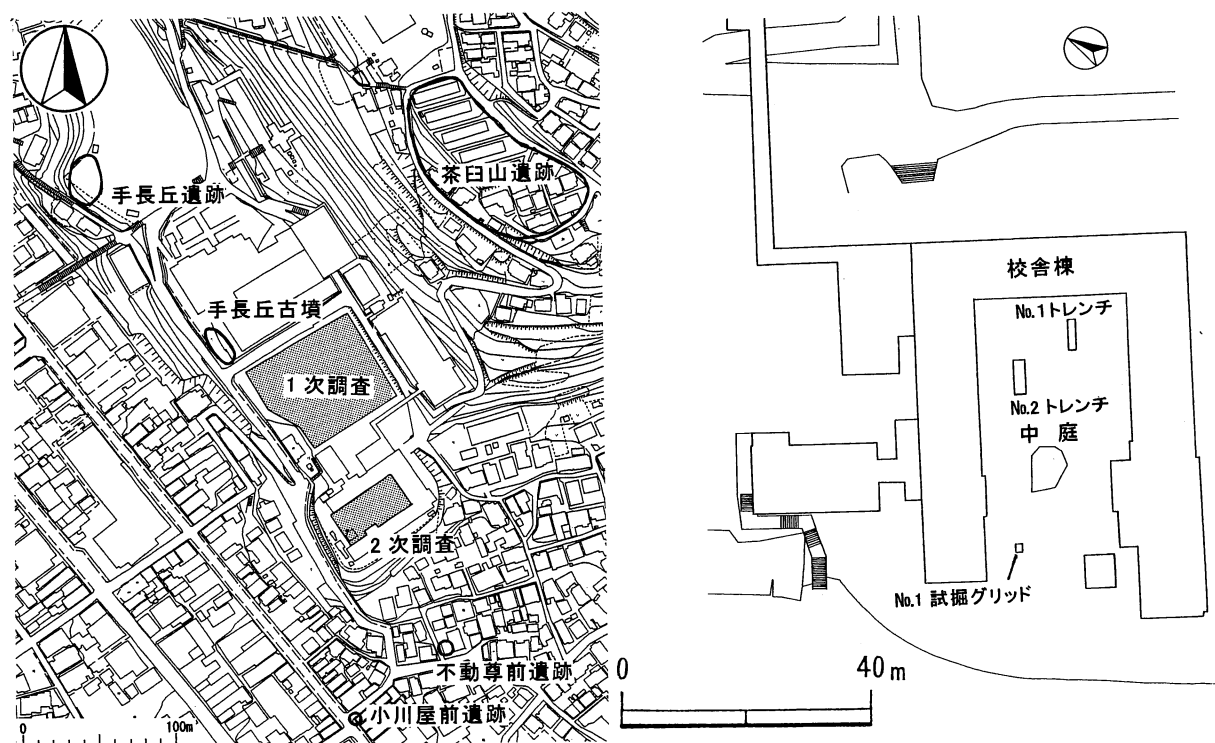 手長丘遺跡
茶臼山遺跡
手長丘古墳
1次調査
2次調査
不動尊前遺跡
小川屋前遺跡
0 100m
校舎棟
No.1トレンチ
No.2トレンチ
中庭
No.1 試掘グリッド
0 40m